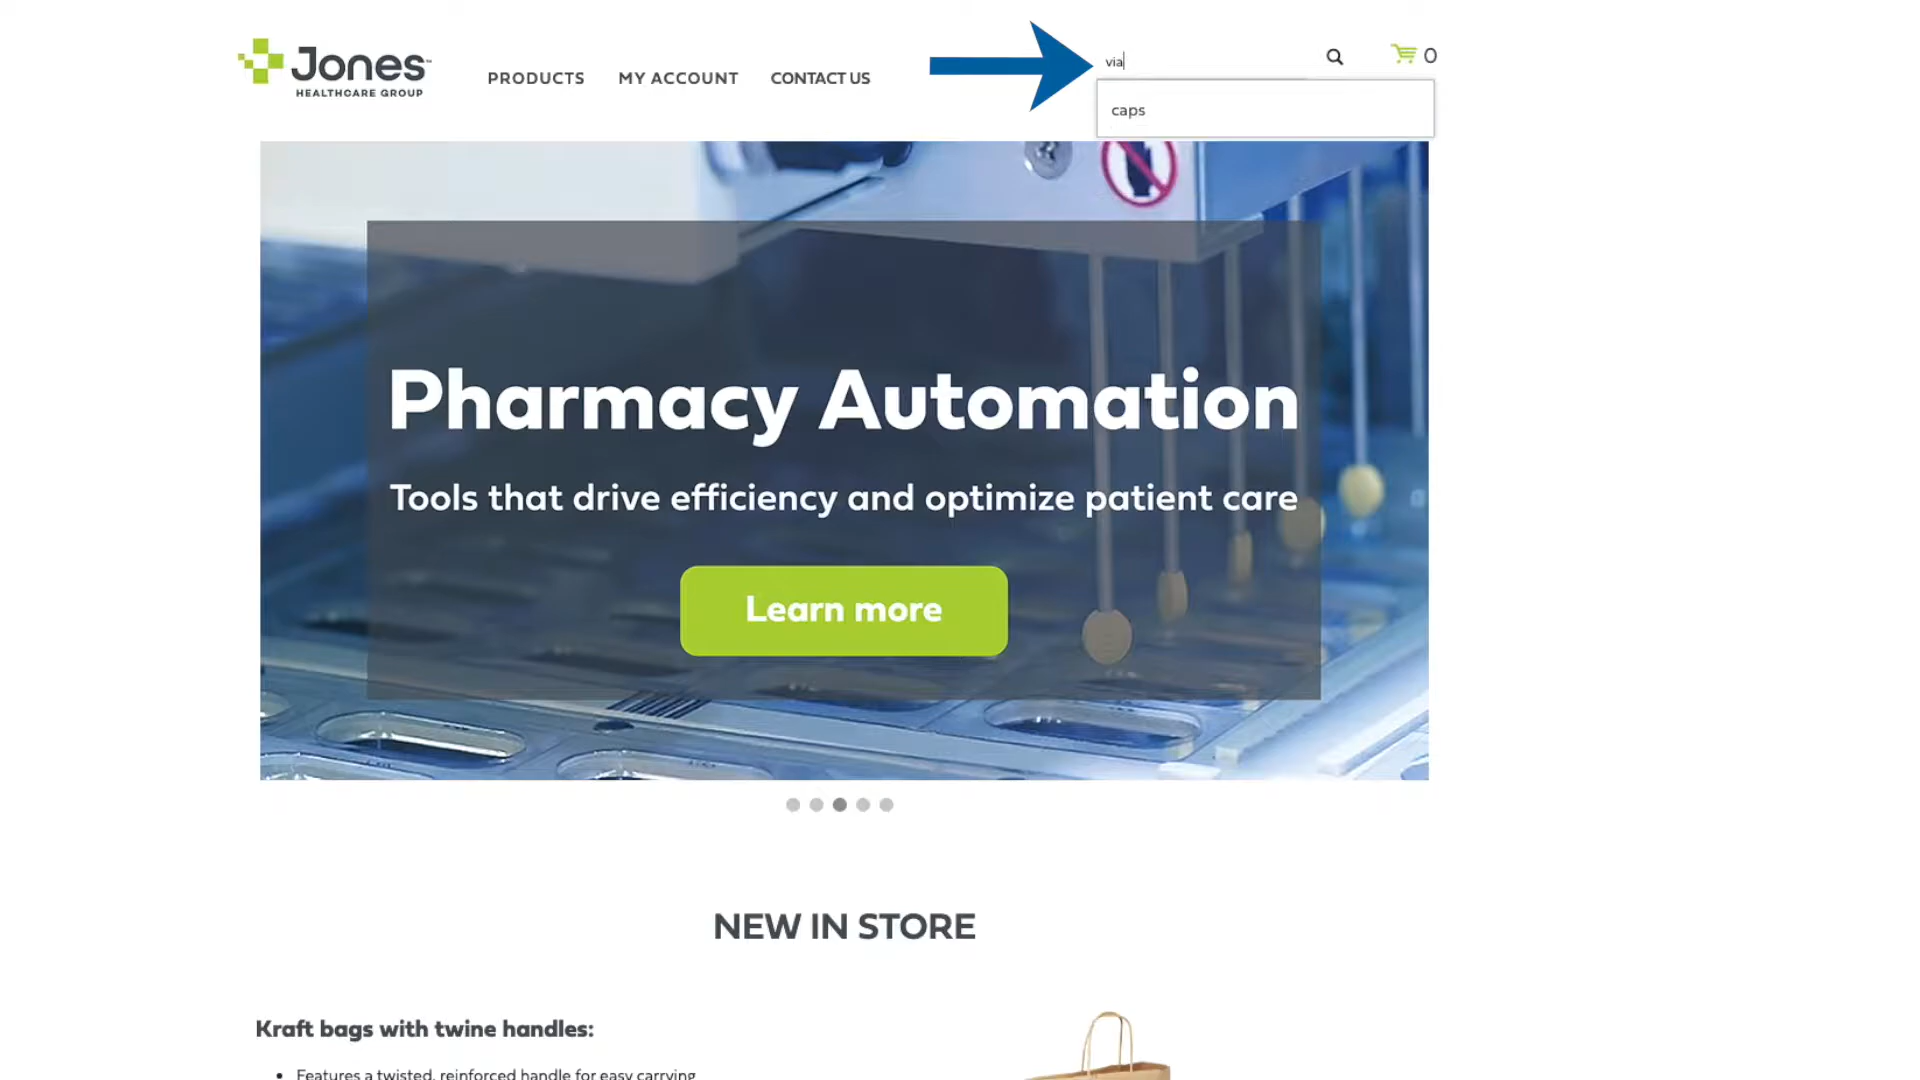 Jones™
HEALTHCARE GROUP
PRODUCTS
MY ACCOUNT
CONTACT US
via
0
caps
Pharmacy Automation
Tools that drive efficiency and optimize patient care
Learn more
NEW IN STORE
Kraft bags with twine handles:
• Features a twisted, reinforced handle for easy carrying